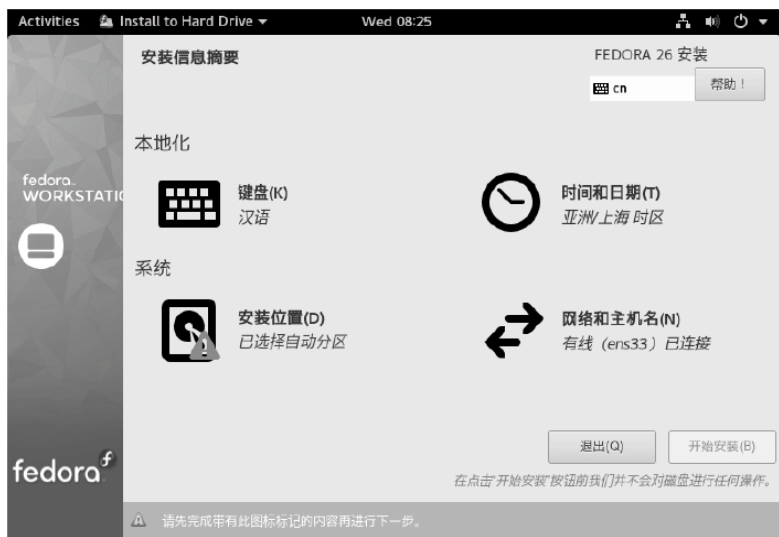 Activities Install to Hard Drive Wed 08:25
安装信息摘要
FEDORA 26 安装
cn
帮助！
本地化
fedora
WORKSTATIO
键盘(K)
汉语
时间和日期(T)
亚洲/上海 时区
系统
安装位置(D)
已选择自动分区
网络和主机名(N)
有线（ens33）已连接
退出(Q)
开始安装(B)
在点击'开始安装'按钮前我们并不会对磁盘进行任何操作。
fedora
请先完成带有此图标标记的内容再进行下一步。